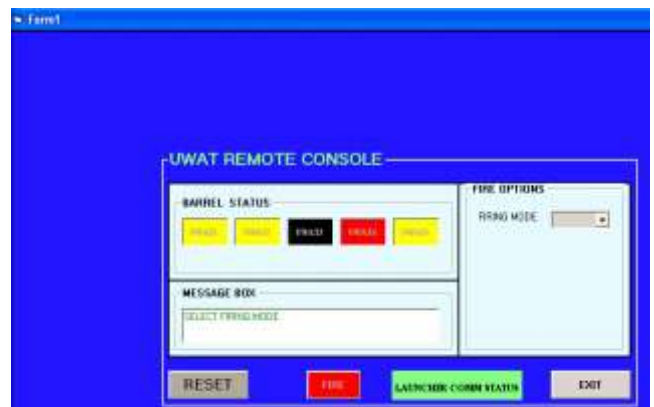 Form1
UWAT REMOTE CONSOLE
BARREL STATUS
FIRE OPTIONS
FIRING MODE
MESSAGE BOX
SELECT FIRING MODE
RESET
FIRE
LAUNCHER COMM STATUS
EXIT